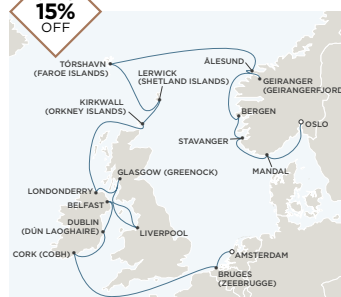 15%
OFF
TÓRSHAVN
(FAROE ISLANDS)
ÅLESUND
LERWICK
(SHETLAND ISLANDS)
GEIRANGER
(GEIRANGERFJORD
KIRKWALL
(ORKNEY ISLANDS)
BERGEN
OSLO
STAVANGER
MANDAL
GLASGOW (GREENOCK)
LONDONDERRY
BELFAST
DUBLIN
(DÚN LAOGHAIRE)
LIVERPOOL
CORK (COBH)
AMSTERDAM
BRUGES
(ZEEBRUGGE)